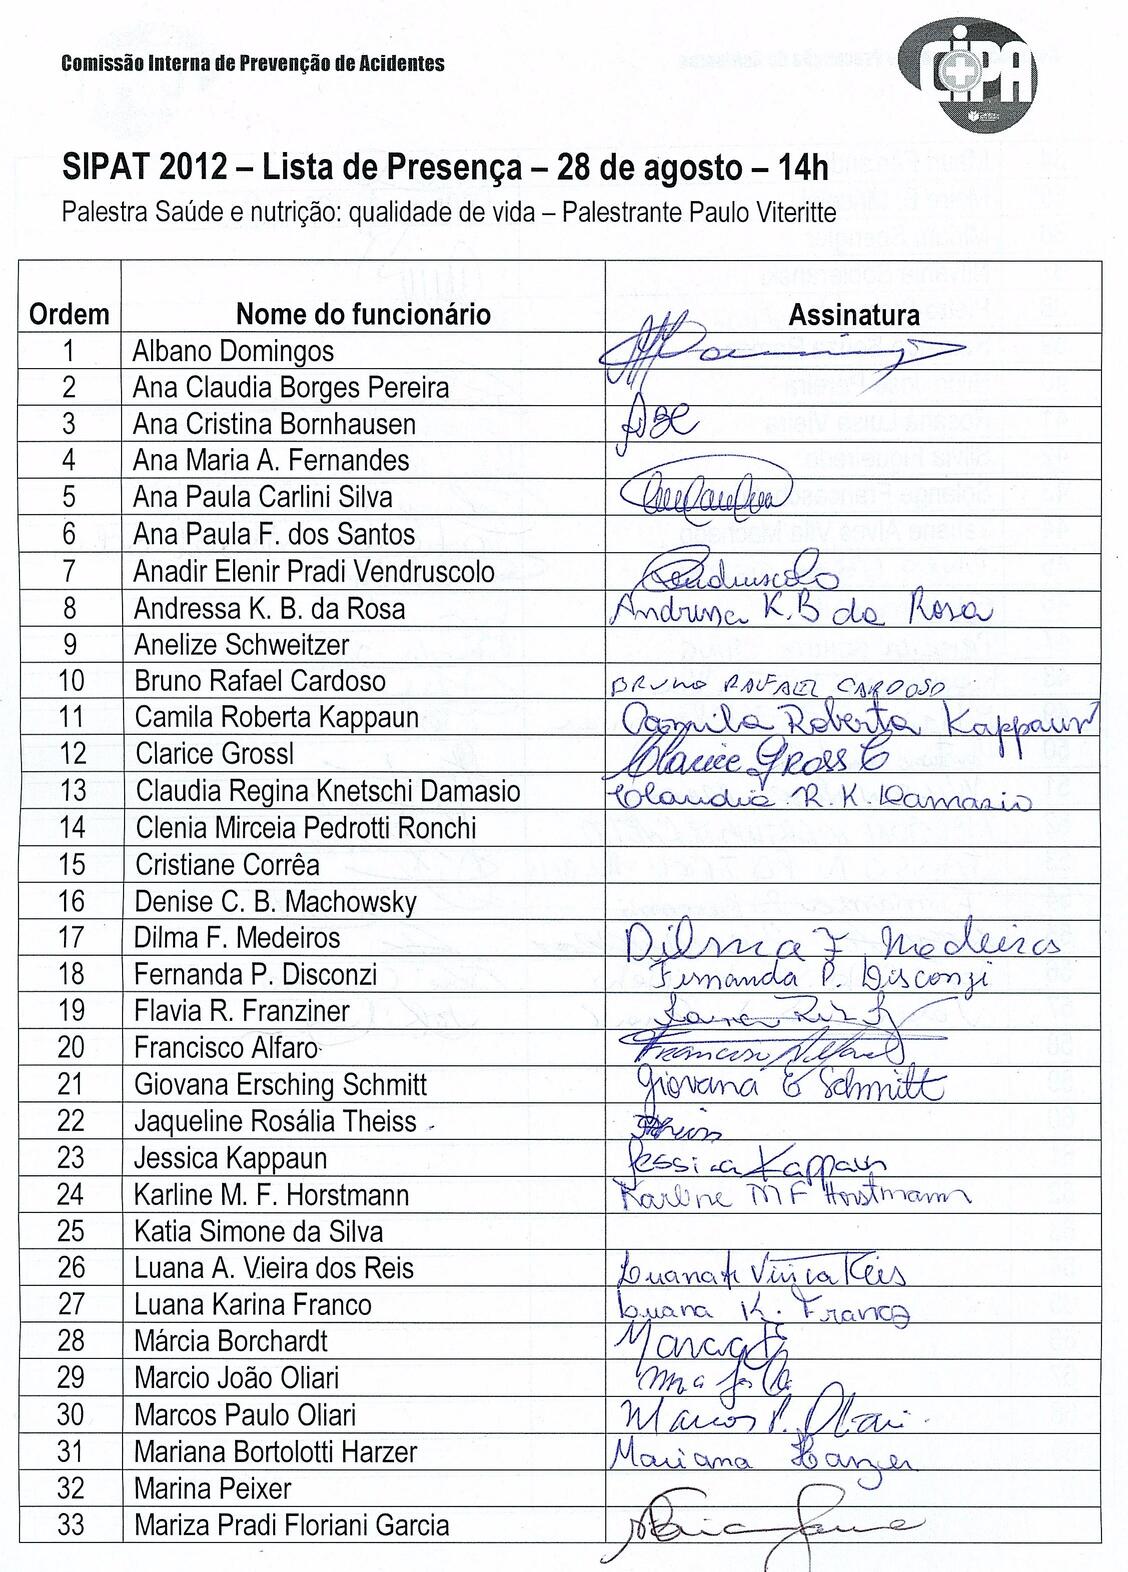 Comissão Interna de Prevenção de Acidentes
CIPA
SIPAT 2012 – Lista de Presença – 28 de agosto – 14h
Palestra Saúde e nutrição: qualidade de vida – Palestrante Paulo Viteritte
Ordem Nome do funcionário Assinatura
1 Albano Domingos
2 Ana Claudia Borges Pereira
3 Ana Cristina Bornhausen
4 Ana Maria A. Fernandes
5 Ana Paula Carlini Silva
6 Ana Paula F. dos Santos
7 Anadir Elenir Pradi Vendruscolo
8 Andressa K. B. da Rosa Andressa K.B da Rosa
9 Anelize Schweitzer
10 Bruno Rafael Cardoso BRUNO RAFAEL CARDOSO
11 Camila Roberta Kappaun Camila Roberta Kappaun
12 Clarice Grossl Clarice Grossl
13 Claudia Regina Knetschi Damasio Claudia R. K. Damasio
14 Clenia Mirceia Pedrotti Ronchi
15 Cristiane Corrêa
16 Denise C. B. Machowsky
17 Dilma F. Medeiros Dilma F. Medeiros
18 Fernanda P. Disconzi Fernanda P. Disconzi
19 Flavia R. Franziner
20 Francisco Alfaro Francisco Alfaro
21 Giovana Ersching Schmitt Giovana E Schmitt
22 Jaqueline Rosália Theiss
23 Jessica Kappaun Jessica Kappaun
24 Karline M. F. Horstmann Karline M F Horstmann
25 Katia Simone da Silva
26 Luana A. Vieira dos Reis Luana A Vieira Reis
27 Luana Karina Franco Luana K. Franco
28 Márcia Borchardt
29 Marcio João Oliari
30 Marcos Paulo Oliari Marcos P. Oliari
31 Mariana Bortolotti Harzer Mariana Harzer
32 Marina Peixer
33 Mariza Pradi Floriani Garcia